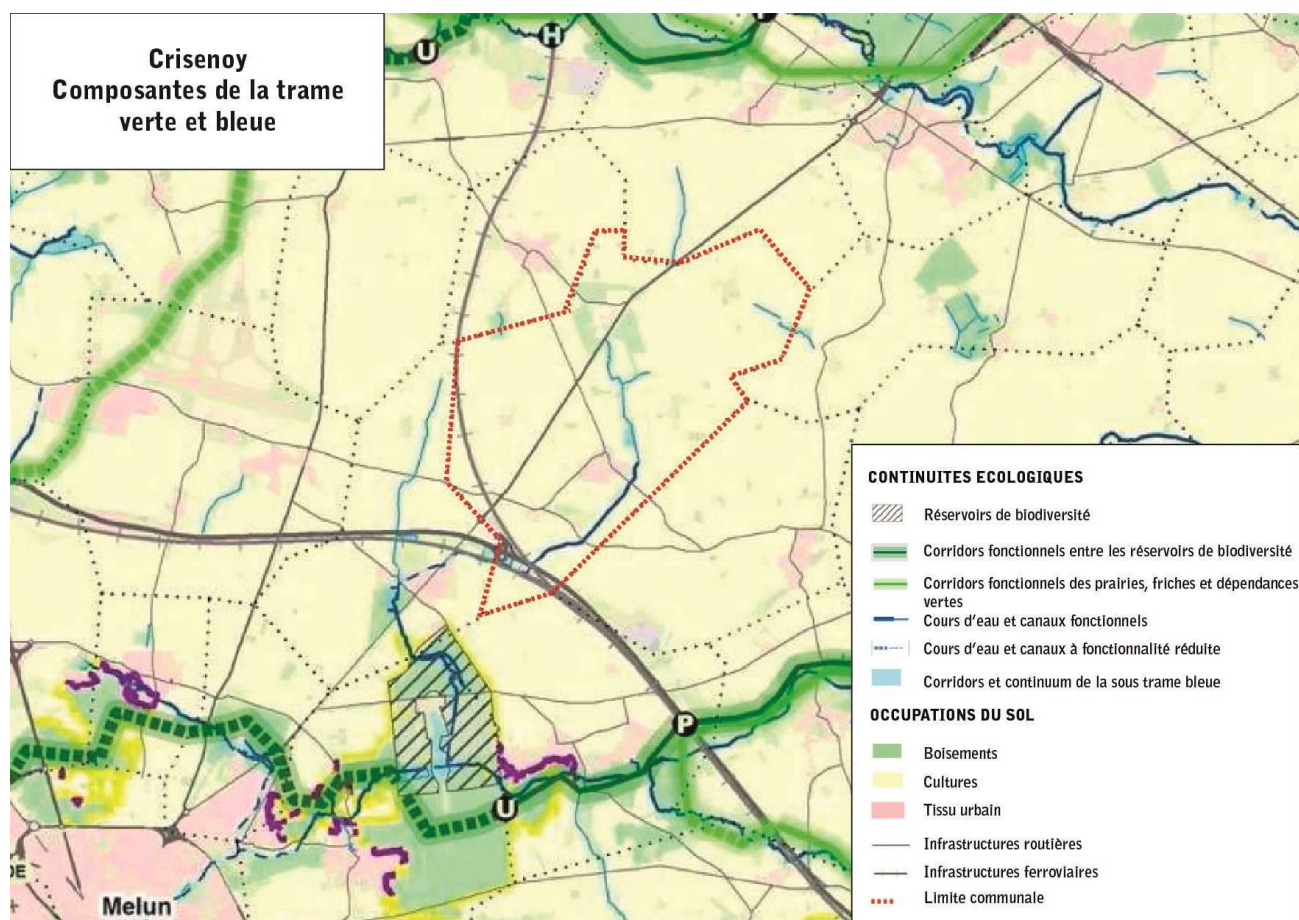 Crisenoy
Composantes de la trame
verte et bleue
U
H
CONTINUITES ECOLOGIQUES
Réservoirs de biodiversité
Corridors fonctionnels entre les réservoirs de biodiversité
Corridors fonctionnels des prairies, friches et dépendances
vertes
Cours d'eau et canaux fonctionnels
Cours d'eau et canaux à fonctionnalité réduite
Corridors et continuum de la sous trame bleue
OCCUPATIONS DU SOL
Boisements
Cultures
Tissu urbain
Infrastructures routières
Infrastructures ferroviaires
Limite communale
P
U
DE
Melun